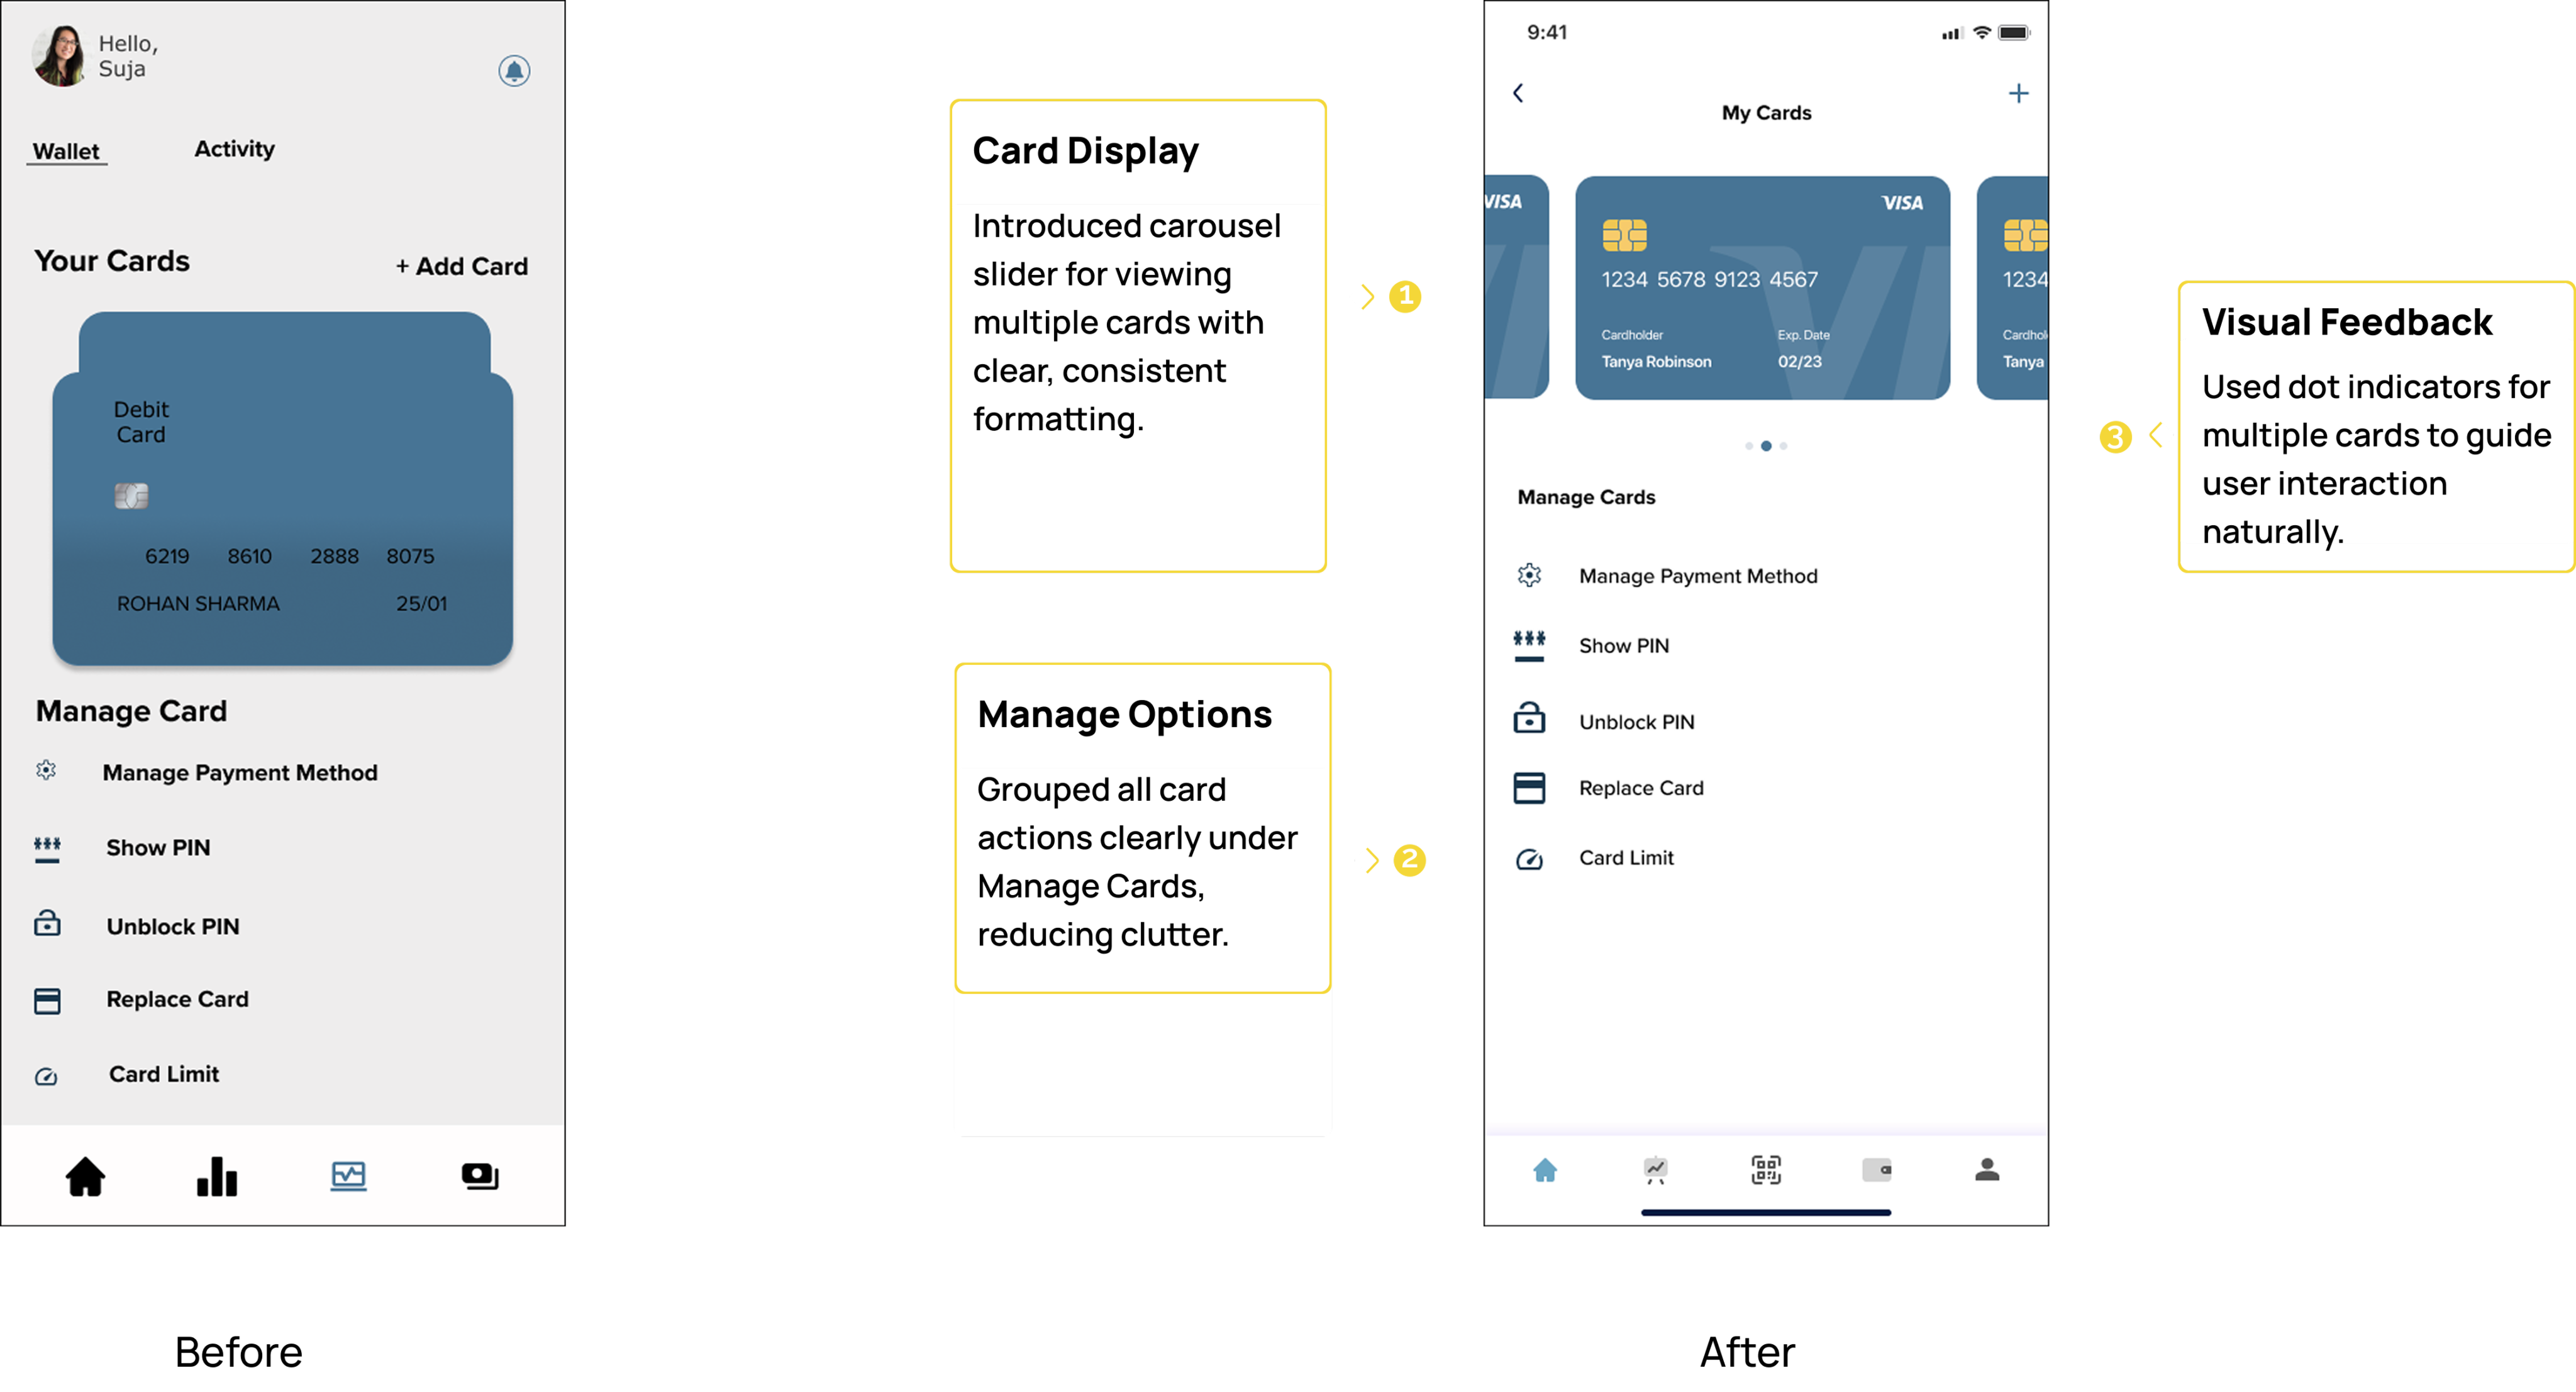 Hello,
Suja
Wallet
Activity
Your Cards
+ Add Card
Debit
Card
6219 8610 2888 8075
ROHAN SHARMA 25/01
Manage Card
Manage Payment Method
Show PIN
Unblock PIN
Replace Card
Card Limit
Before
Card Display
Introduced carousel
slider for viewing
multiple cards with
clear, consistent
formatting.
1
Manage Options
Grouped all card
actions clearly under
Manage Cards,
reducing clutter.
2
9:41
My Cards
VISA
VISA
1234 5678 9123 4567
Cardholder Exp. Date
Tanya Robinson 02/23
1234
Cardhol
Tanya
Manage Cards
Manage Payment Method
Show PIN
Unblock PIN
Replace Card
Card Limit
After
3
Visual Feedback
Used dot indicators for
multiple cards to guide
user interaction
naturally.